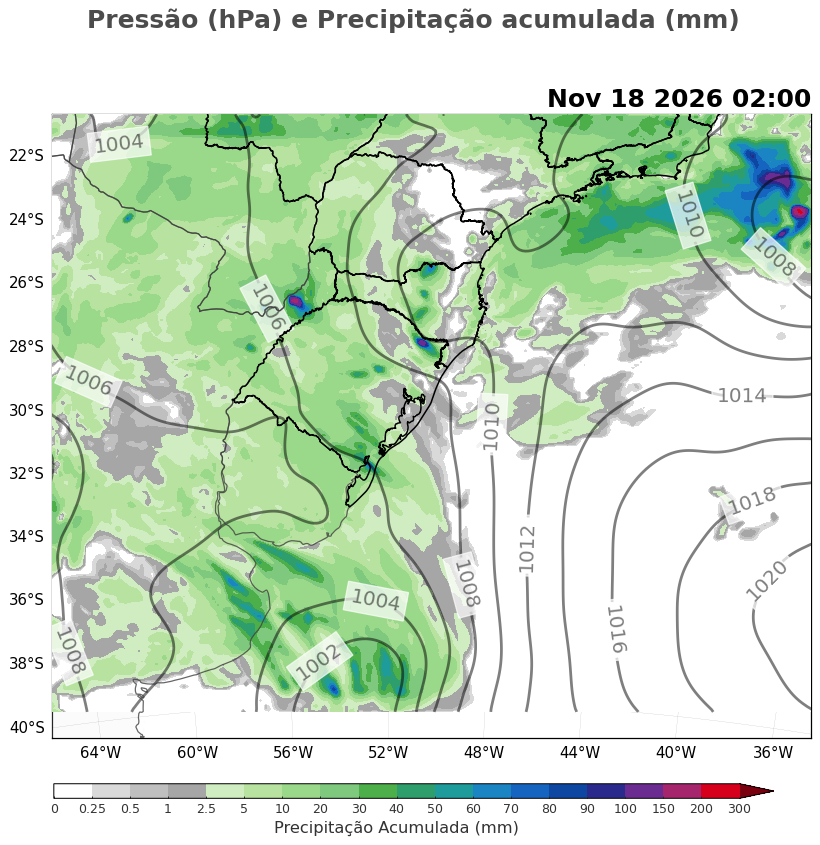 Pressão (hPa) e Precipitação acumulada (mm)
Nov 18 2026 02:00
22°S
24°S
26°S
28°S
30°S
32°S
34°S
36°S
38°S
40°S
1004
1010
1008
1006
1006
1014
1010
1018
1012
1020
1008
1004
1016
1008
1002
64°W 60°W 56°W 52°W 48°W 44°W 40°W 36°W
0 0.25 0.5 1 2.5 5 10 20 30 40 50 60 70 80 90 100 150 200 300
Precipitação Acumulada (mm)